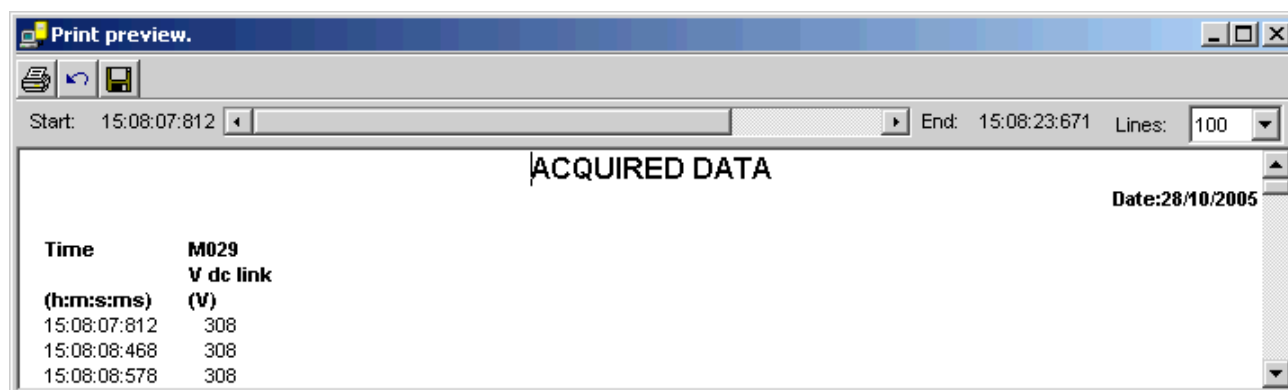 Print preview.
Start: 15:08:07:812 End: 15:08:23:671 Lines: 100
ACQUIRED DATA
Date:28/10/2005
Time M029
V dc link
(h:m:s:ms) (V)
15:08:07:812 308
15:08:08:468 308
15:08:08:578 308